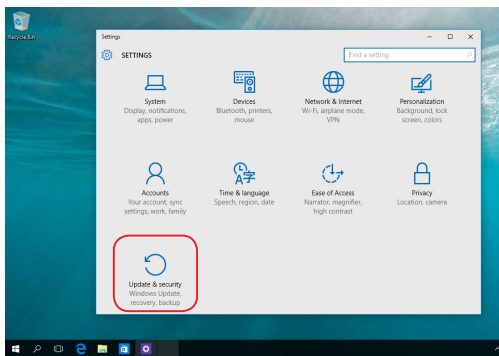 Recycle Bin
Settings
SETTINGS
Find a setting
System
Display, notifications,
apps, power
Devices
Bluetooth, printers,
mouse
Network & Internet
Wi-Fi, airplane mode,
VPN
Personalization
Background, lock
screen, colors
Accounts
Your account, sync
settings, work, family
Time & language
Speech, region, date
Ease of Access
Narrator, magnifier,
high contrast
Privacy
Location, camera
Update & security
Windows Update,
recovery, backup